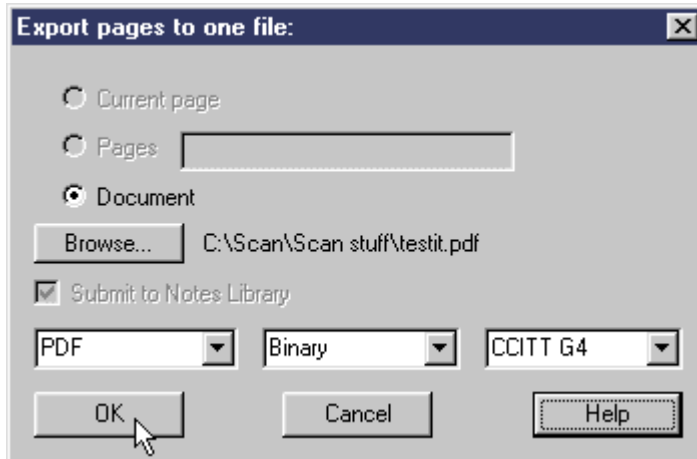 Export pages to one file:
Current page
Pages
Document
Browse... C:\Scan\Scan stuff\testit.pdf
Submit to Notes Library
PDF Binary CCITT G4
OK Cancel Help